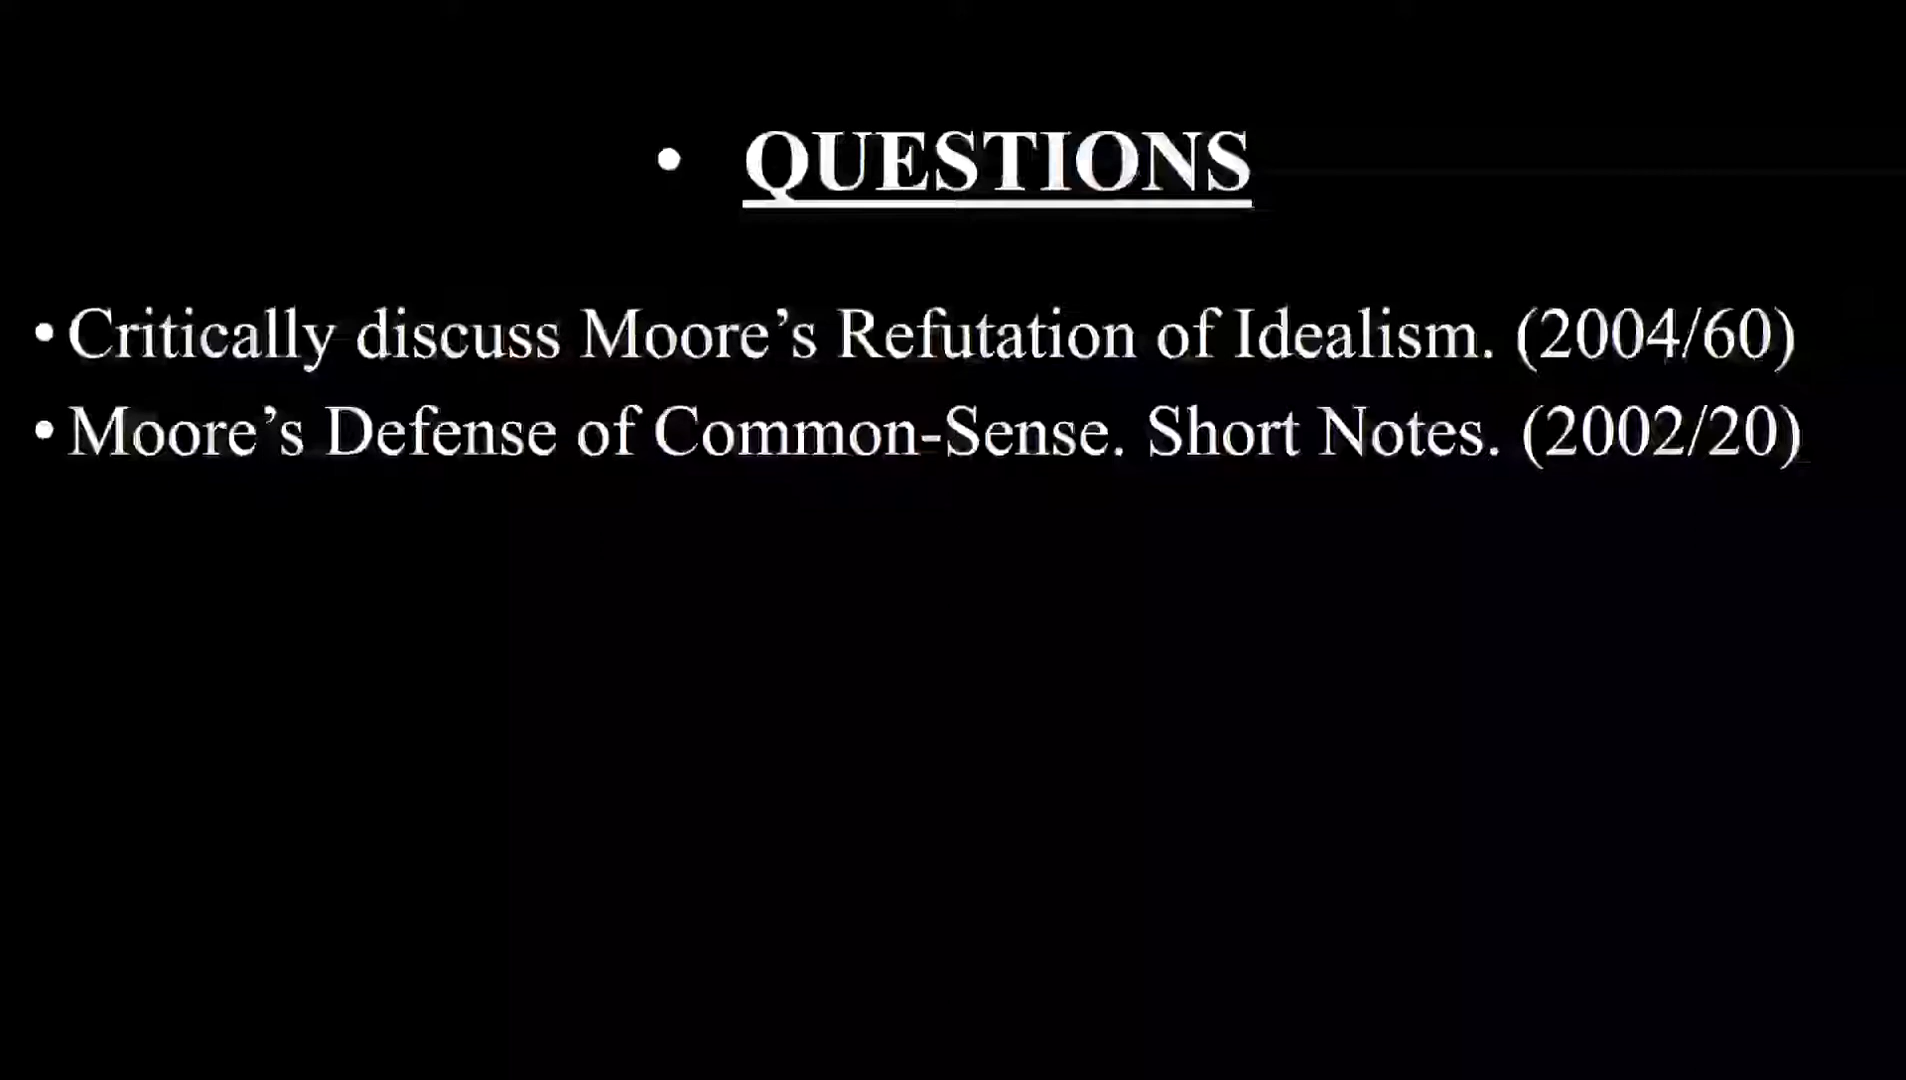 • QUESTIONS
• Critically discuss Moore’s Refutation of Idealism. (2004/60)
• Moore’s Defense of Common-Sense. Short Notes. (2002/20)